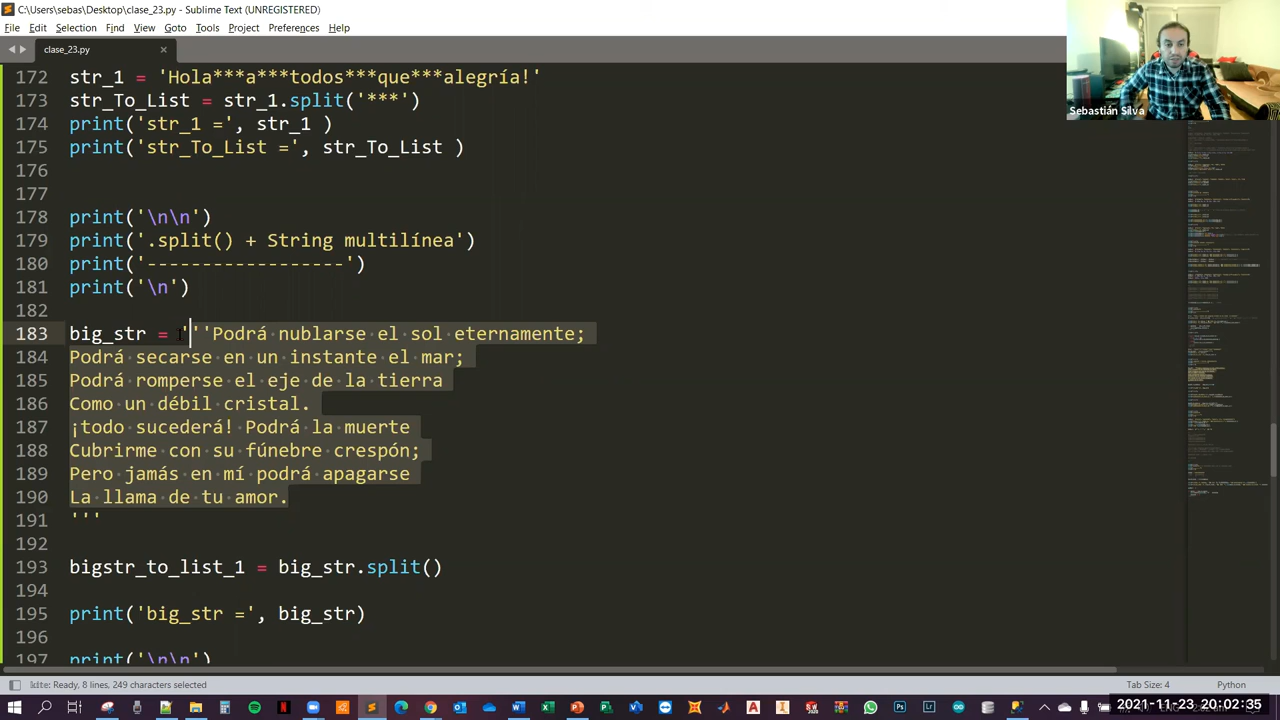 C:\Users\sebas\Desktop\clase_23.py - Sublime Text (UNREGISTERED)
File Edit Selection Find View Goto Tools Project Preferences Help
clase_23.py
Sebastián Silva
172 str_1 = 'Hola***a***todos***que***alegría!'
173 str_To_List = str_1.split('***')
174 print('str_1 =', str_1 )
175 print('str_To_List =',str_To_List )
176
177
178 print('\n\n')
179 print('.split() + String Multilínea')
180 print('-------------------')
181 print('\n')
182
183 big_str = '''Podrá nublarse el sol eternamente;
184 Podrá secarse en un instante el mar;
185 Podrá romperse el eje de la tierra
186 Como un débil cristal.
187 ¡todo sucederá! Podrá la muerte
188 Cubrirme con su fúnebre crespón;
189 Pero jamás en mí podrá apagarse
190 La llama de tu amor.
191 '''
192
193 bigstr_to_list_1 = big_str.split()
194
195 print('big_str =', big_str)
196
197 print('\n\n')
kite: Ready, 8 lines, 249 characters selected
Tab Size: 4
Python
2021-11-23 20:02:35